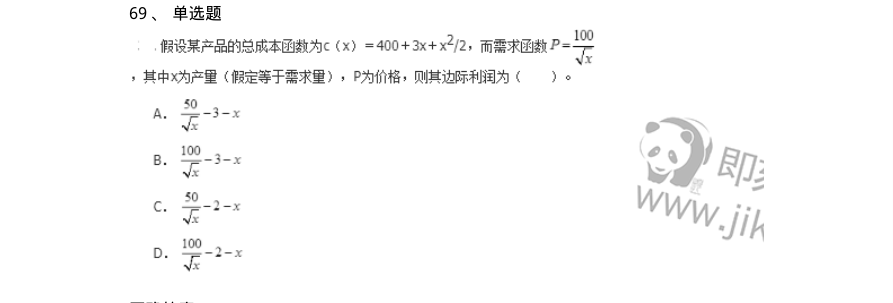 69 、 单选题
假设某产品的总成本函数为c（x）=400+3x+x²/2，而需求函数P=100/√x
，其中x为产量（假定等于需求量），P为价格，则其边际利润为（ ）。
A. 50/√x-3-x
B. 100/√x-3-x
C. 50/√x-2-x
D. 100/√x-2-x
即
www.jik